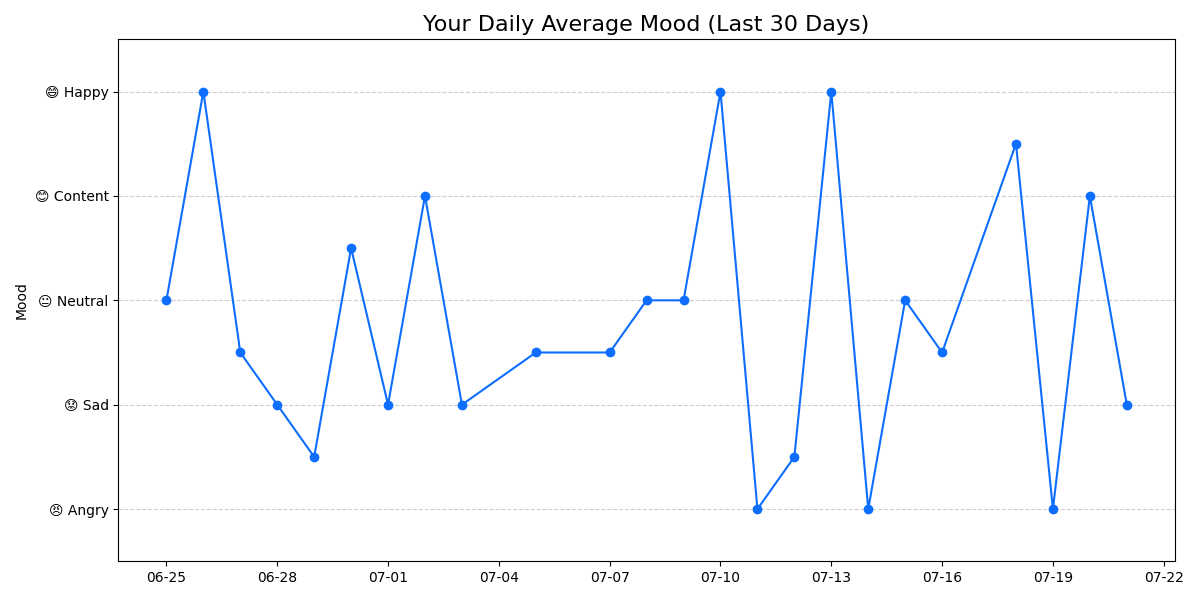 Your Daily Average Mood (Last 30 Days)
😄 Happy
😊 Content
😐 Neutral
😟 Sad
😠 Angry
Mood
06-25 06-28 07-01 07-04 07-07 07-10 07-13 07-16 07-19 07-22